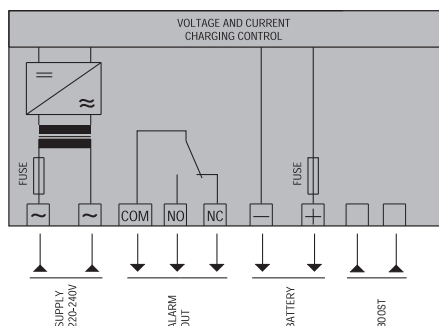 VOLTAGE AND CURRENT
CHARGING CONTROL
FUSE
FUSE
~ ~ COM NO NC — +
SUPPLY
220-240V
ALARM
OUT
BATTERY
BOOST